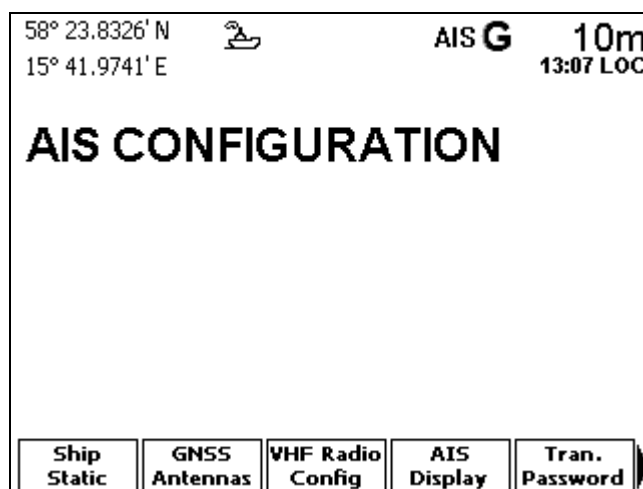 58° 23.8326' N AIS G 10m
15° 41.9741' E 13:07 LOC
AIS CONFIGURATION
Ship Static
GNSS Antennas
VHF Radio Config
AIS Display
Tran. Password